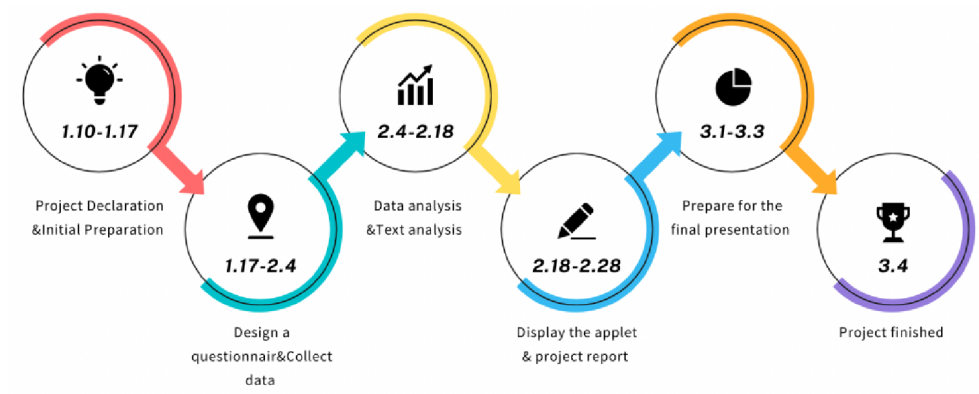 1.10-1.17
Project Declaration
&Initial Preparation
1.17-2.4
Design a
questionnair&Collect
data
2.4-2.18
Data analysis
&Text analysis
2.18-2.28
Display the applet
& project report
3.1-3.3
Prepare for the
final presentation
3.4
Project finished